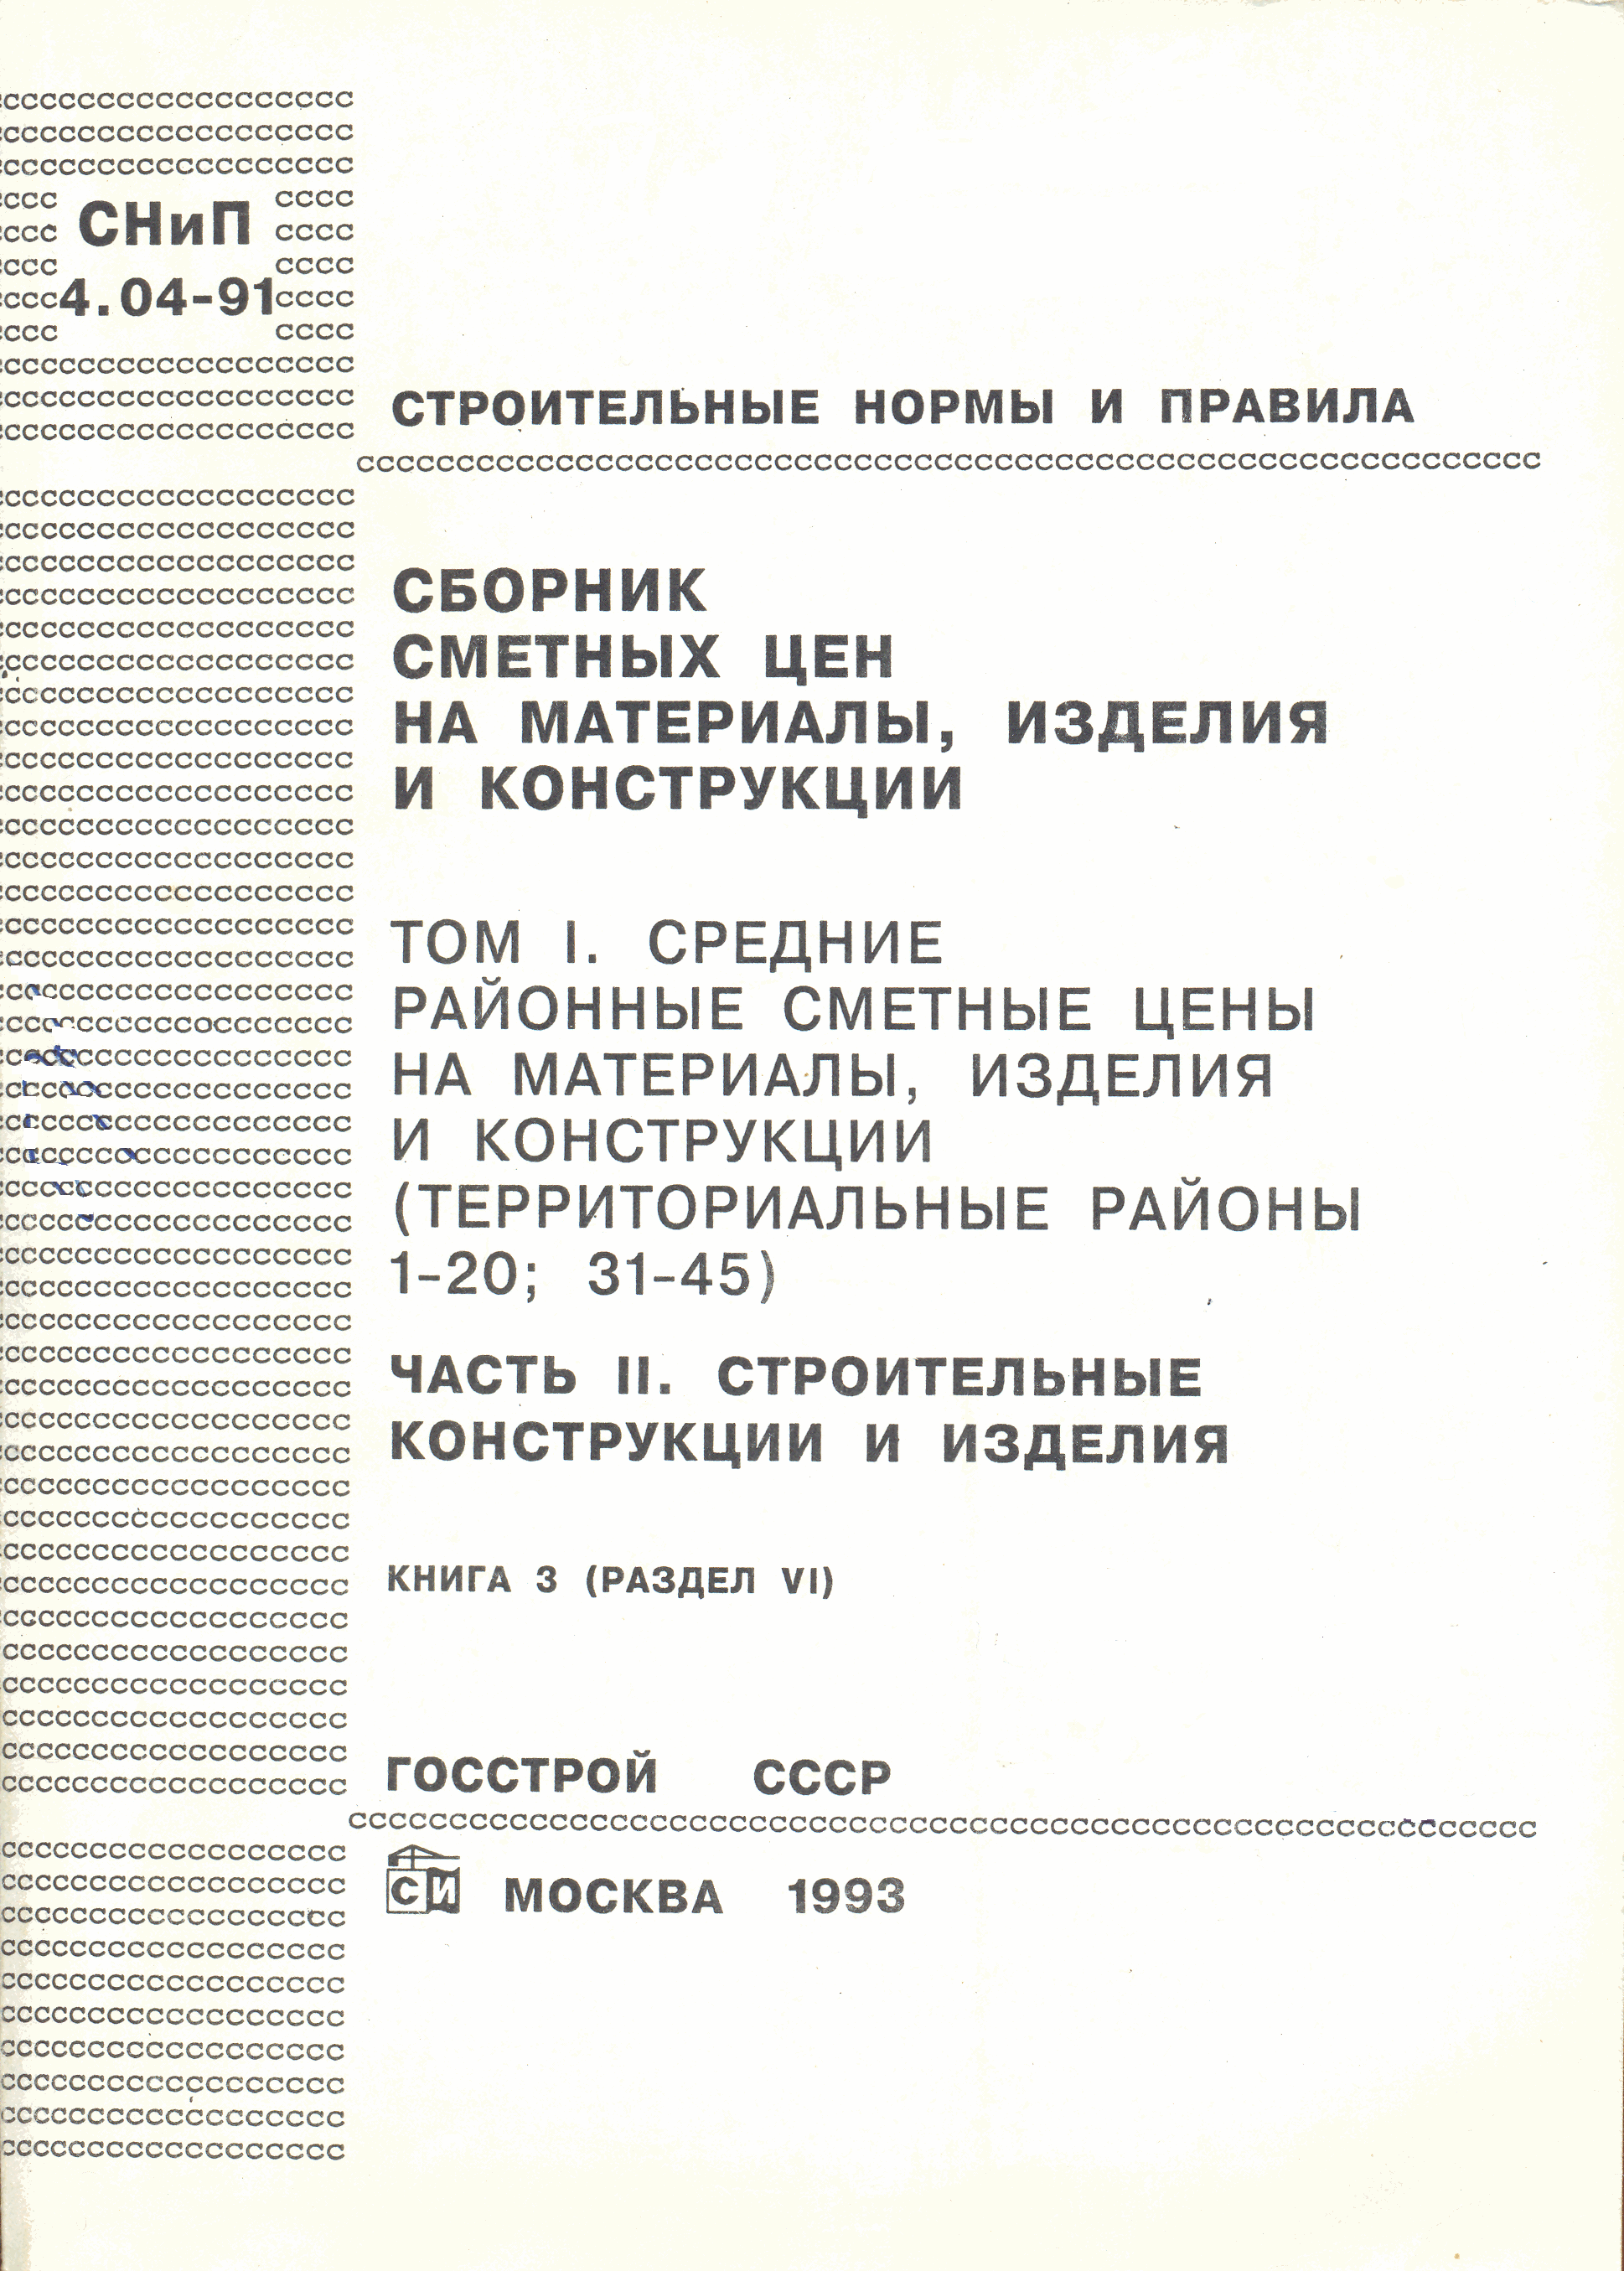 СНиП
4.04-91
СТРОИТЕЛЬНЫЕ НОРМЫ И ПРАВИЛА
СБОРНИК
СМЕТНЫХ ЦЕН
НА МАТЕРИАЛЫ, ИЗДЕЛИЯ
И КОНСТРУКЦИИ
ТОМ I. СРЕДНИЕ
РАЙОННЫЕ СМЕТНЫЕ ЦЕНЫ
НА МАТЕРИАЛЫ, ИЗДЕЛИЯ
И КОНСТРУКЦИИ
(ТЕРРИТОРИАЛЬНЫЕ РАЙОНЫ
1-20; 31-45)
ЧАСТЬ II. СТРОИТЕЛЬНЫЕ
КОНСТРУКЦИИ И ИЗДЕЛИЯ
КНИГА 3 (РАЗДЕЛ VI)
ГОССТРОЙ СССР
СИ МОСКВА 1993